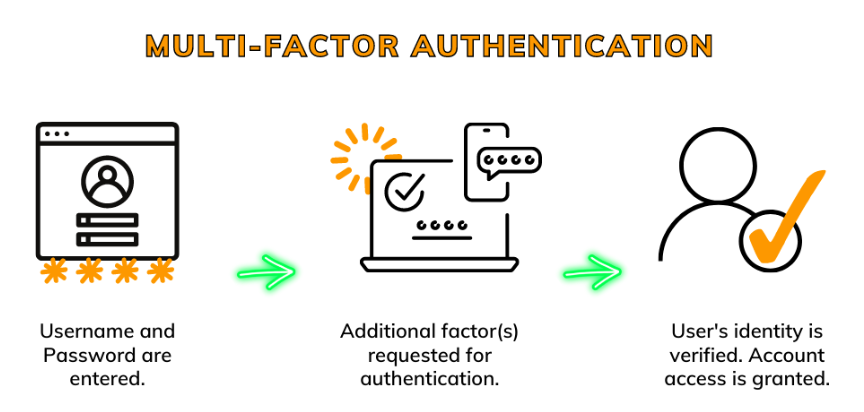 MULTI-FACTOR AUTHENTICATION
Username and
Password are
entered.
Additional factor(s)
requested for
authentication.
User's identity is
verified. Account
access is granted.